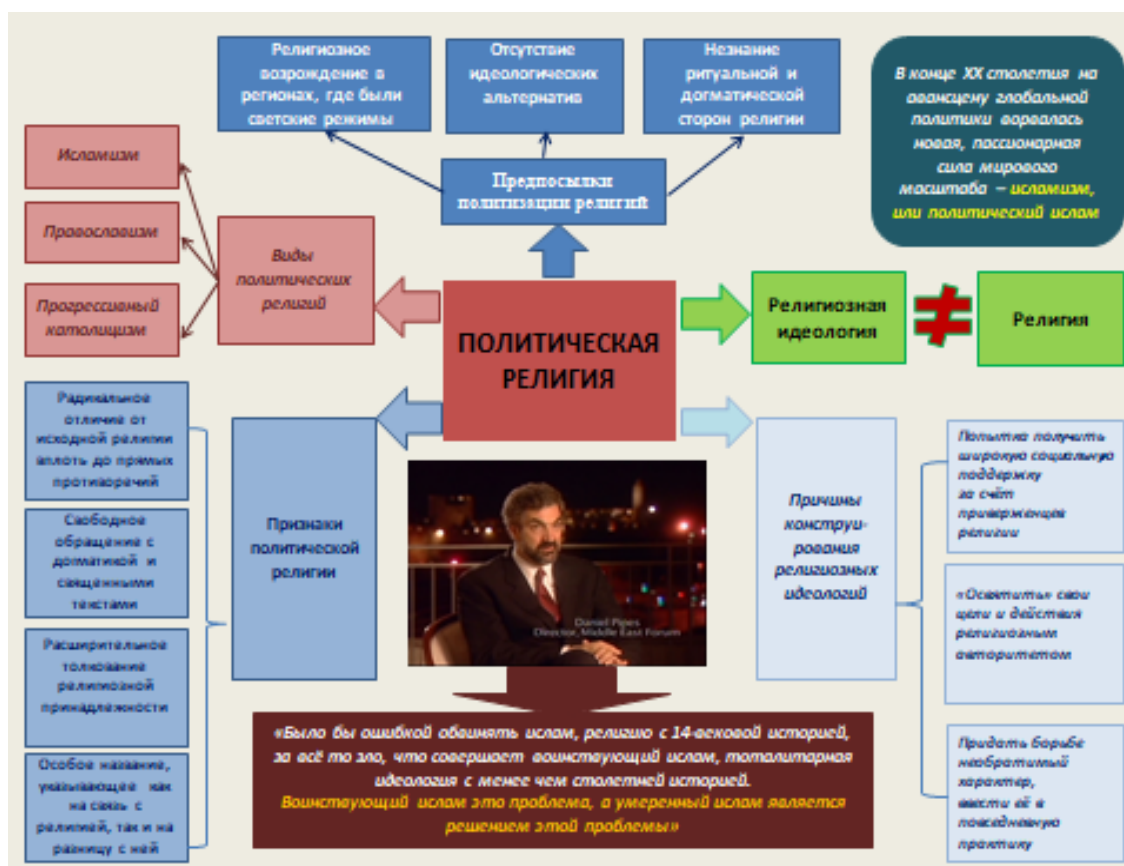 Религиозное
возрождение в
регионах, где были
светские режимы
Отсутствие
идеологических
альтернатив
Незнание
ритуальной и
догматической
сторон религии
В конце XX столетия на
авансцену глобальной
политики ворвалась
новая, пассионарная
сила мирового
масштаба – исламизм,
или политический ислам
Предпосылки
политизации религий
Исламизм
Православизм
Прогрессивный
католицизм
Виды
политических
религий
ПОЛИТИЧЕСКАЯ
РЕЛИГИЯ
Религиозная
идеология
Религия
Радикальное
отличие от
исходной религии
вплоть до прямых
противоречий
Свободное
обращение с
догматикой и
священными
текстами
Расширительное
толкование
религиозной
принадлежности
Особое название,
указывающее как
на связь с
религией, так и на
разницу с ней
Признаки
политической
религии
Daniel Pipes
Director, Middle East Forum
Причины
конструи-
рования
религиозных
идеологий
Попытка получить
широкую социальную
поддержку
за счёт
приверженцев
религии
«Освятить» свои
цели и действия
религиозным
авторитетом
Придать борьбе
необратимый
характер,
ввести её в
повседневную
практику
«Было бы ошибкой обвинять ислам, религию с 14-вековой историей,
за всё то зло, что совершает воинствующий ислам, тоталитарная
идеология с менее чем столетней историей.
Воинствующий ислам это проблема, а умеренный ислам является
решением этой проблемы»